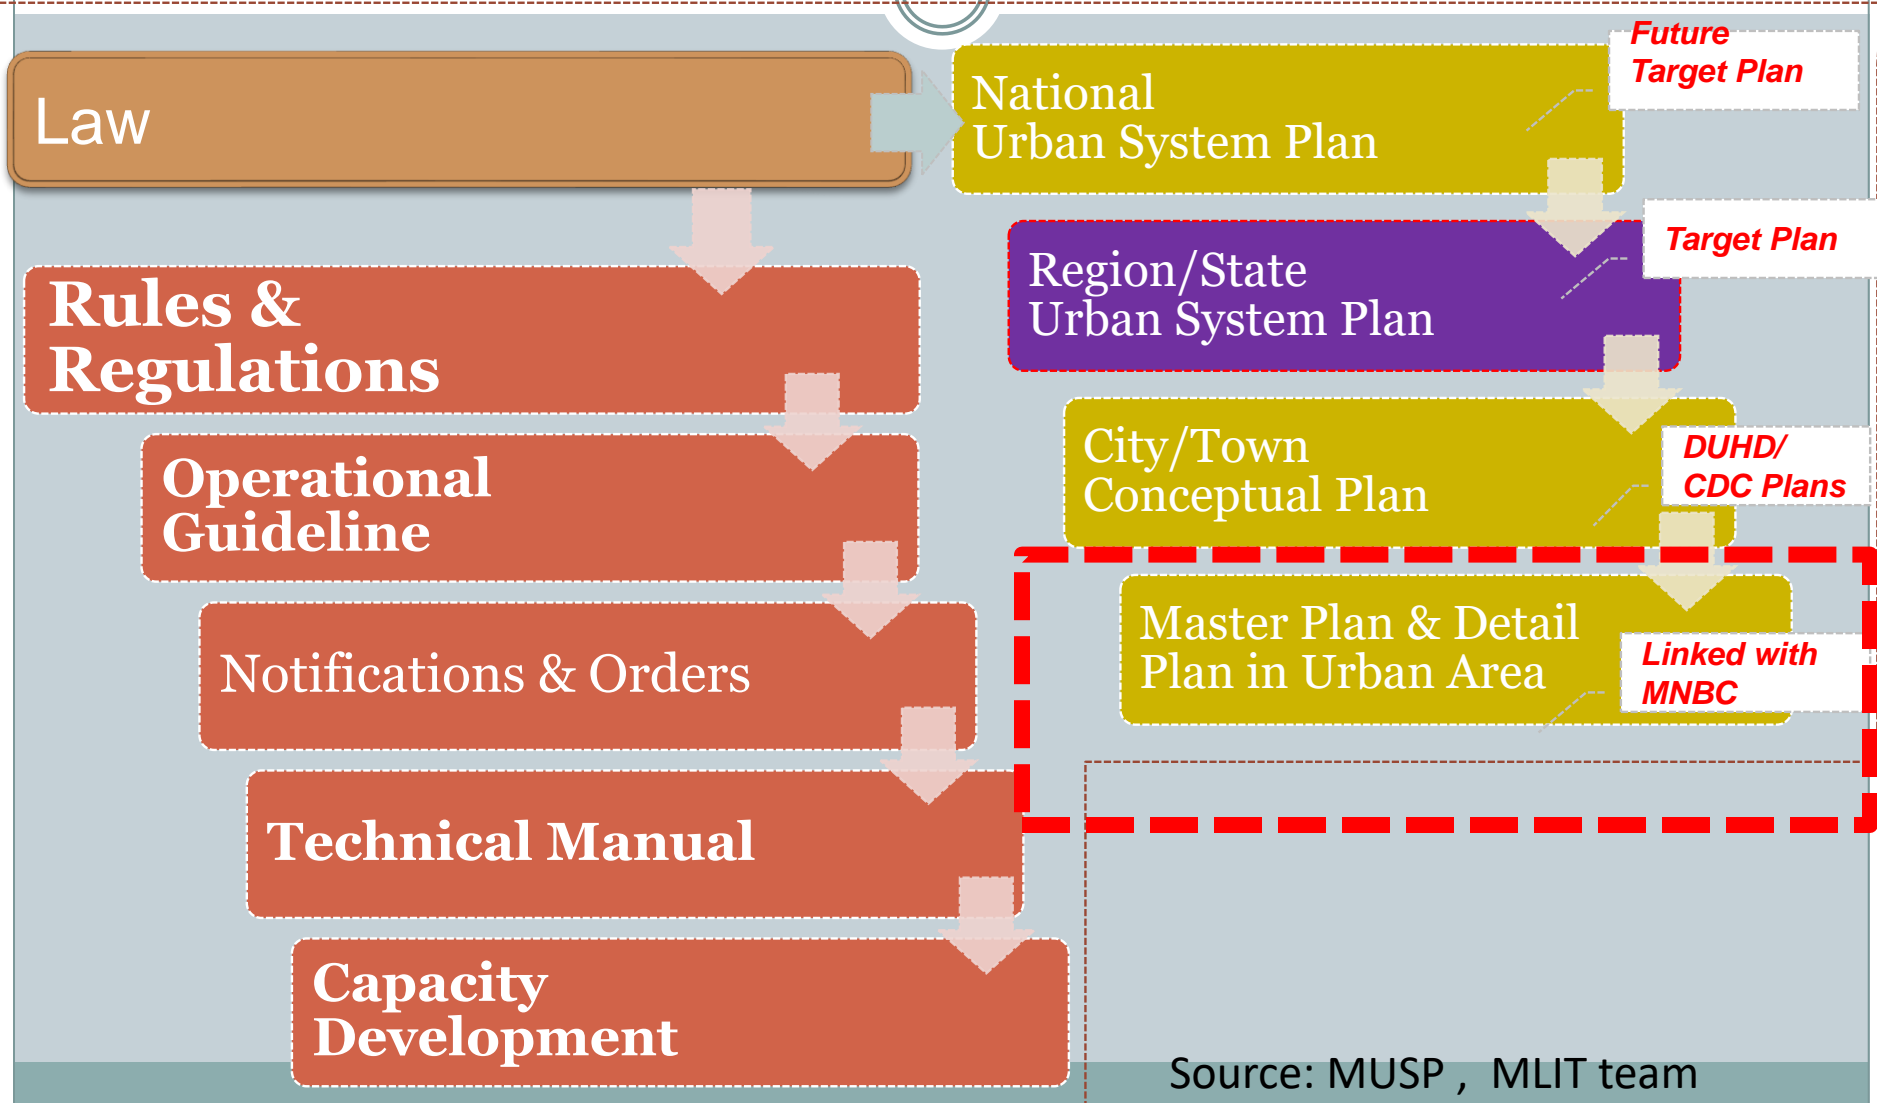 Law
Rules &
Regulations
Operational
Guideline
Notifications & Orders
Technical Manual
Capacity
Development
National
Urban System Plan
Future
Target Plan
Region/State
Urban System Plan
Target Plan
City/Town
Conceptual Plan
DUHD/
CDC Plans
Master Plan & Detail
Plan in Urban Area
Linked with
MNBC
Source: MUSP , MLIT team